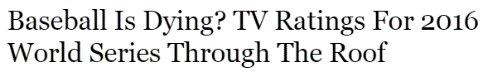 Baseball Is Dying? TV Ratings For 2016
World Series Through The Roof